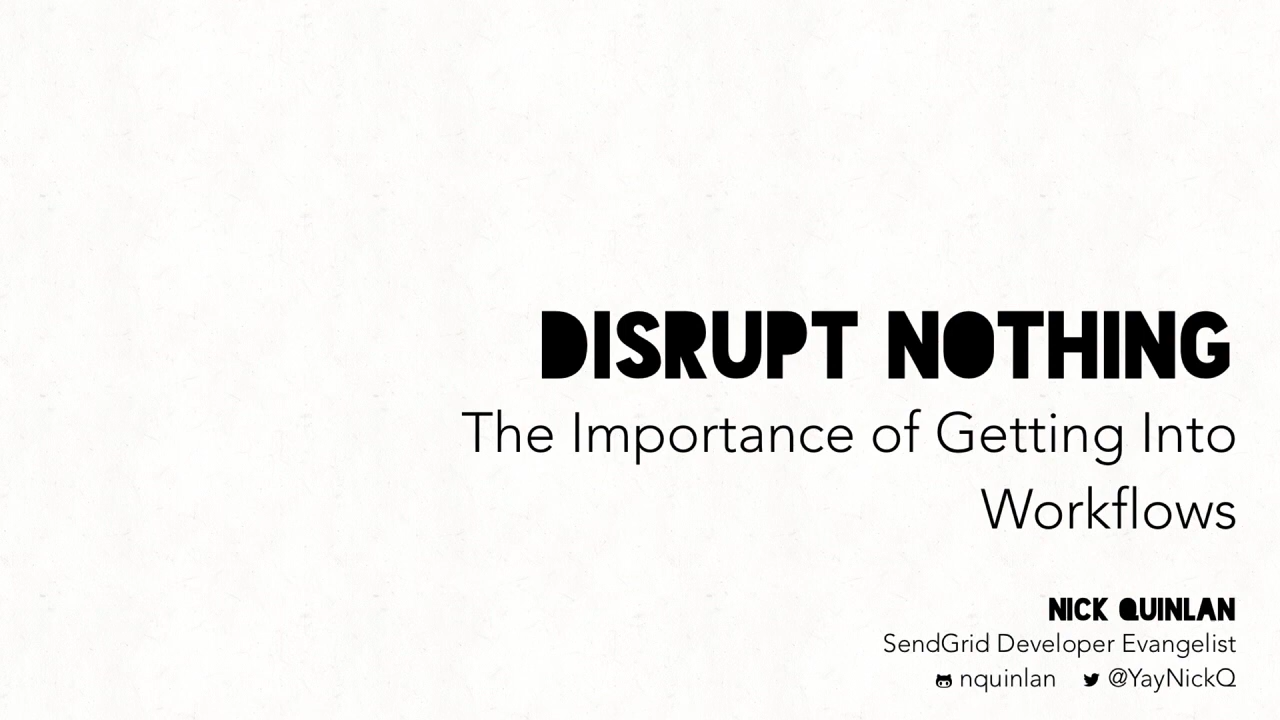 DISRUPT NOTHING
The Importance of Getting Into
Workflows
NICK QUINLAN
SendGrid Developer Evangelist
nquinlan @YayNickQ